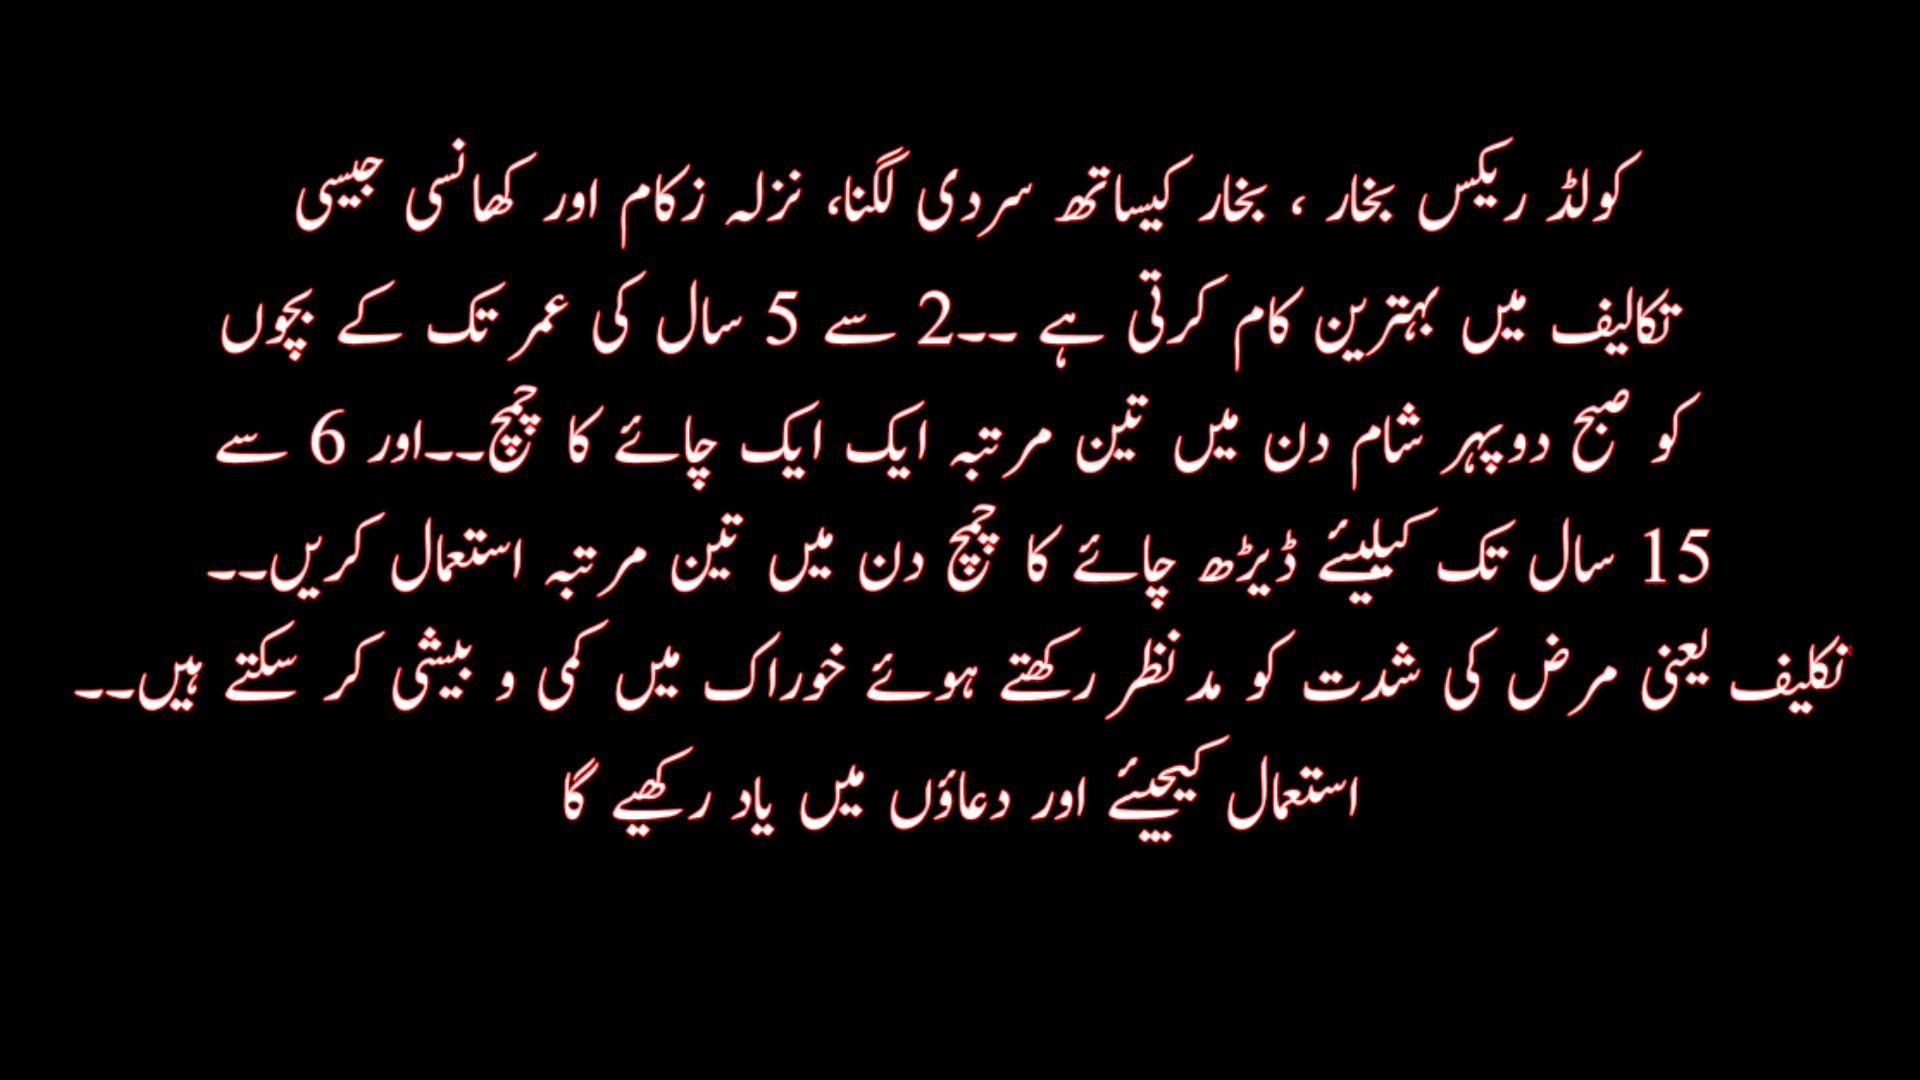 کولڈ ریکس بخار ، بخار کیساتھ سردی لگنا، نزلہ زکام اور کھانسی جیسی
تکالیف میں بہترین کام کرتی ہے ۔۔2 سے 5 سال کی عمر تک کے بچوں
کو صبح دوپہر شام دن میں تین مرتبہ ایک ایک چائے کا چمچ۔۔اور 6 سے
15 سال تک کیلیئے ڈیڑھ چائے کا چمچ دن میں تین مرتبہ استعمال کریں۔۔
تکلیف یعنی مرض کی شدت کو مد نظر رکھتے ہوئے خوراک میں کمی و بیشی کر سکتے ہیں۔۔
استعمال کیجیئے اور دعاؤں میں یاد رکھیے گا